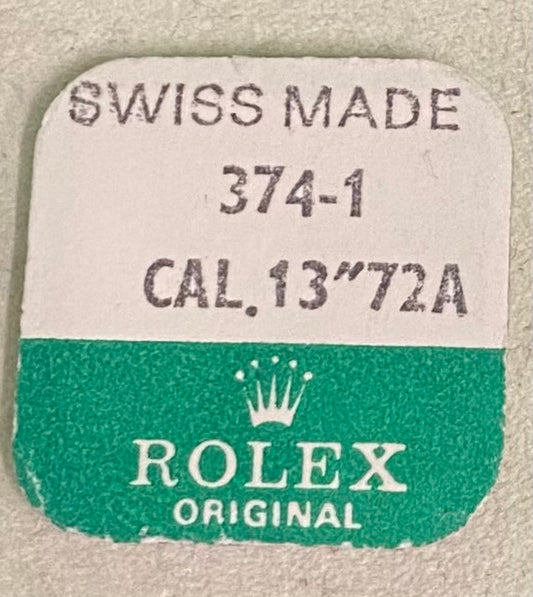 SWISS MADE
374-1
CAL.13″72A
ROLEX
ORIGINAL